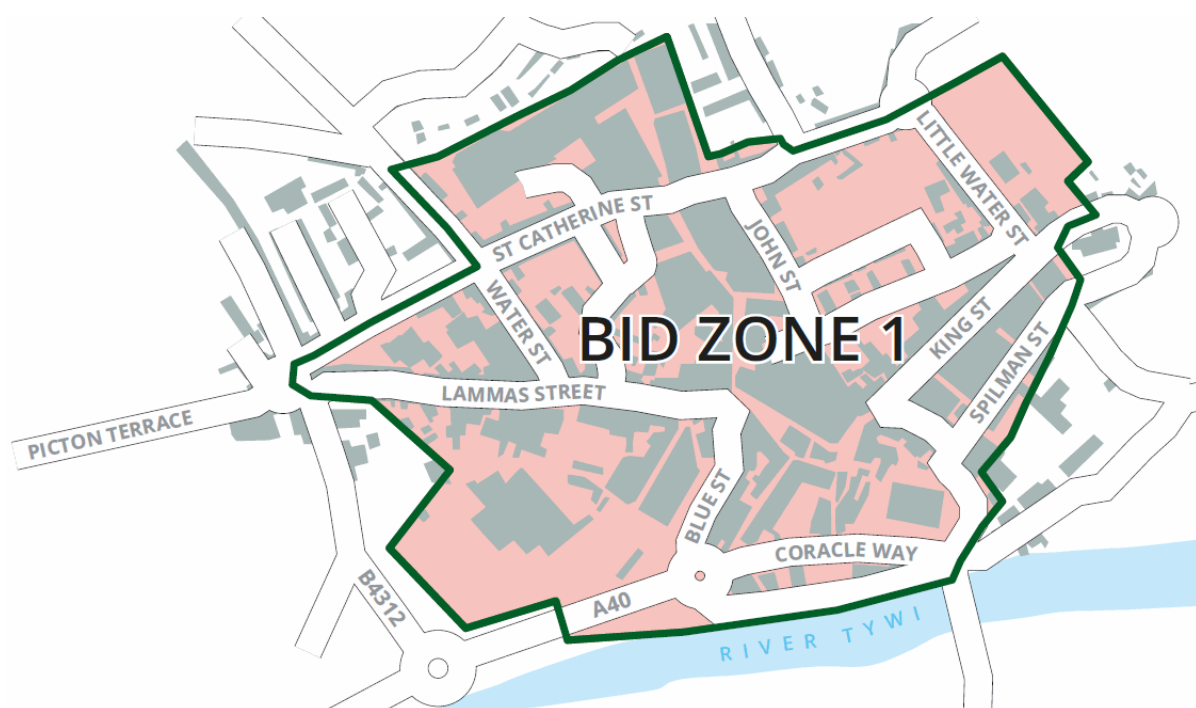 LITTLE WATER ST
ST CATHERINE ST
JOHN ST
WATER ST
BID ZONE 1
KING ST
LAMMAS STREET
SPILMAN ST
PICTON TERRACE
BLUE ST
CORACLE WAY
B4312
A40
RIVER TYWI